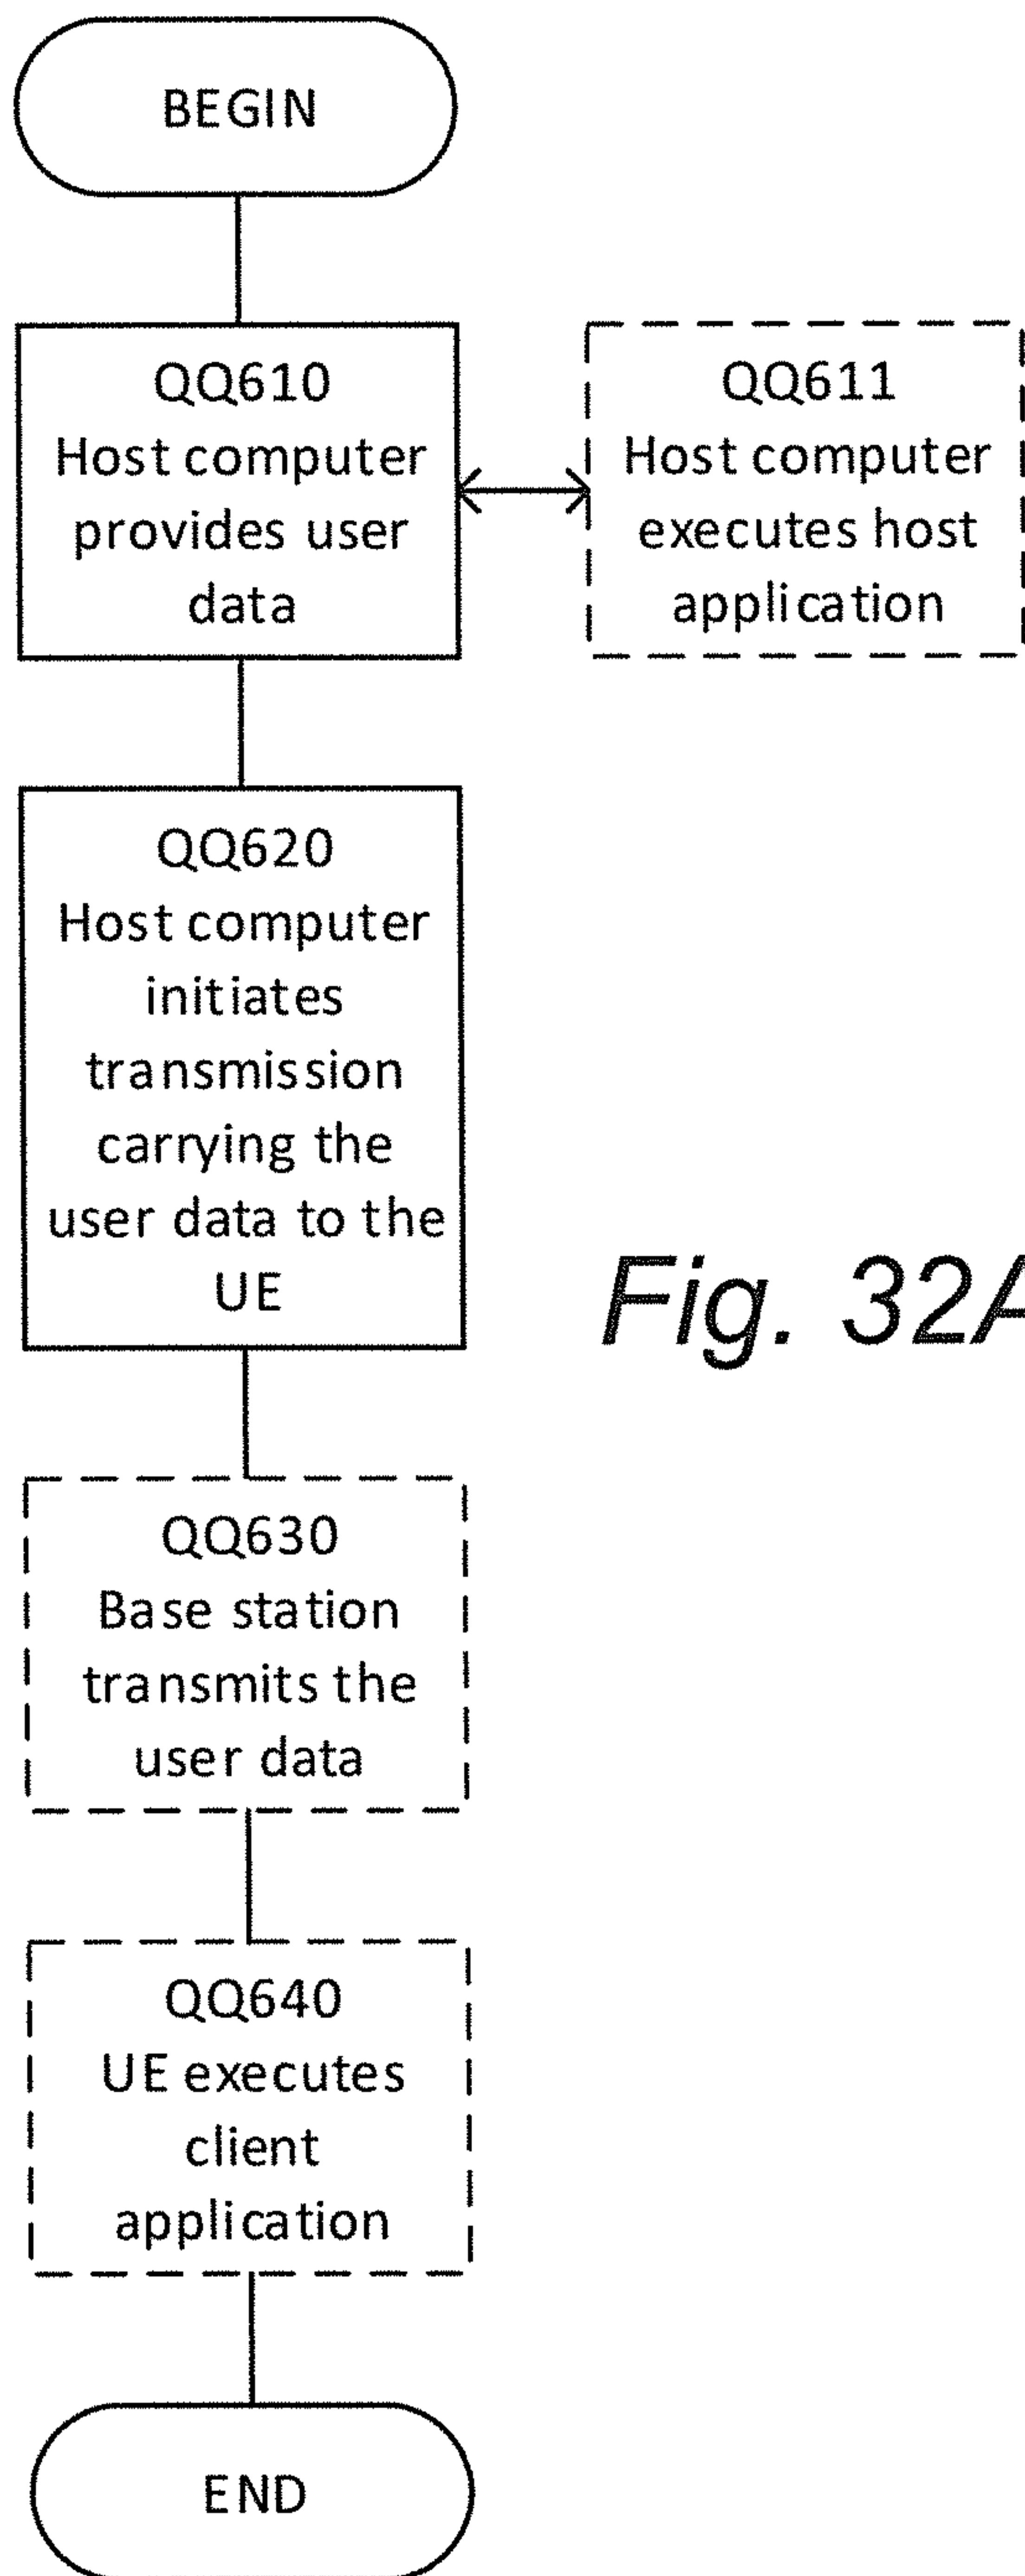 BEGIN
QQ610
Host computer
provides user
data
QQ611
Host computer
executes host
application
QQ620
Host computer
initiates
transmission
carrying the
user data to the
UE
Fig. 32A
QQ630
Base station
transmits the
user data
QQ640
UE executes
client
application
END